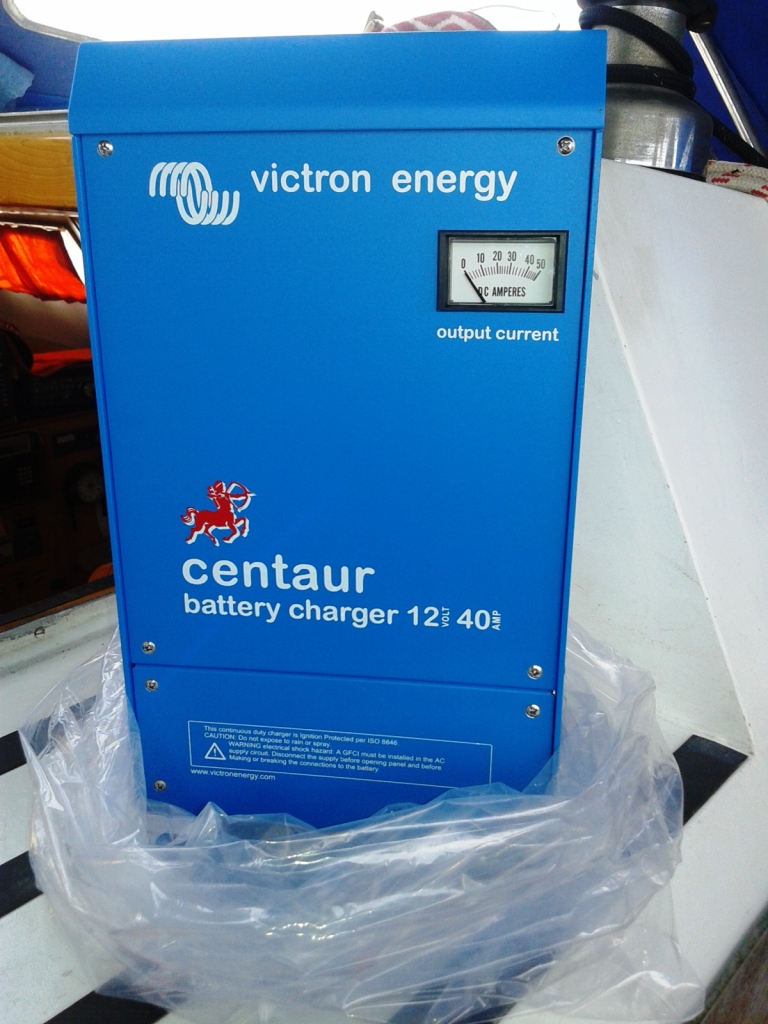 victron energy
0 10 20 30 40 50
DC AMPERES
output current
centaur
battery charger 12 VOLT 40 AMP
This continuous duty charger is Ignition Protected per ISO 8846.
CAUTION: Do not expose to rain or spray.
WARNING electrical shock hazard: A GFCI must be installed in the AC
supply circuit. Disconnect the supply before opening panel and before
Making or breaking the connections to the battery.
www.victronenergy.com